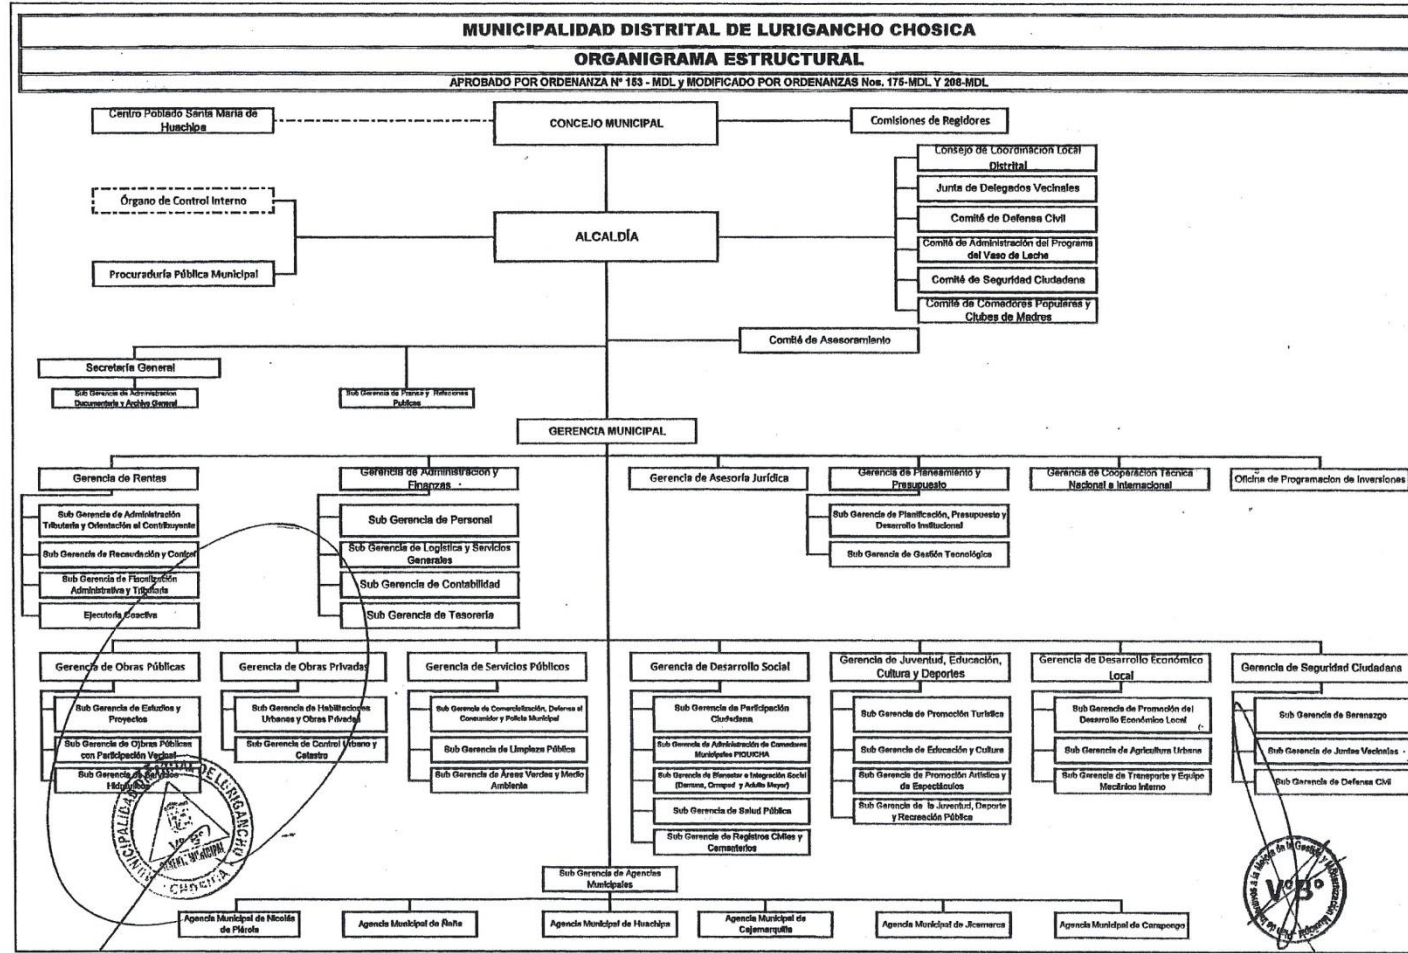 MUNICIPALIDAD DISTRITAL DE LURIGANCHO CHOSICA
ORGANIGRAMA ESTRUCTURAL
APROBADO POR ORDENANZA Nº 153 - MDL y MODIFICADO POR ORDENANZAS Nos. 175-MDL Y 208-MDL
Centro Poblado Santa Maria de
Huachipa
CONCEJO MUNICIPAL
Comisiones de Regidores
Consejo de Coordinación Local
Distrital
Junta de Delegados Vecinales
Comité de Defensa Civil
Comité de Administración del Programa
del Vaso de Leche
Comité de Seguridad Ciudadana
Comité de Comedores Populares y
Clubes de Madres
Órgano de Control Interno
ALCALDÍA
Procuraduría Pública Municipal
Comité de Asesoramiento
Secretaría General
Sub Gerencia de Administración
Documentaria y Archivo General
Sub Gerencia de Prensa y Relaciones
Publicas
GERENCIA MUNICIPAL
Gerencia de Rentas
Gerencia de Administración y
Finanzas
Gerencia de Asesoría Jurídica
Gerencia de Planeamiento y
Presupuesto
Gerencia de Cooperación Técnica
Nacional e Internacional
Oficina de Programacion de Inversiones
Sub Gerencia de Administración
Tributaria y Orientación al Contribuyente
Sub Gerencia de Recaudación y Control
Sub Gerencia de Fiscalización
Administrativa y Tributaria
Ejecutoría Coactiva
Sub Gerencia de Personal
Sub Gerencia de Logística y Servicios
Generales
Sub Gerencia de Contabilidad
Sub Gerencia de Tesorería
Sub Gerencia de Planificación, Presupuesto y
Desarrollo Institucional
Sub Gerencia de Gestión Tecnológica
Gerencia de Obras Públicas
Gerencia de Obras Privadas
Gerencia de Servicios Públicos
Gerencia de Desarrollo Social
Gerencia de Juventud, Educación,
Cultura y Deportes
Gerencia de Desarrollo Económico
Local
Gerencia de Seguridad Ciudadana
Sub Gerencia de Estudios y
Proyectos
Sub Gerencia de Ojbras Públicas
con Participación Vecinal
Sub Gerencia de Servicios
Hidráulicos
Sub Gerencia de Habilitaciones
Urbanas y Obras Privadas
Sub Gerencia de Control Urbano y
Catastro
Sub Gerencia de Comercialización, Defensa al
Consumidor y Policía Municipal
Sub Gerencia de Limpieza Pública
Sub Gerencia de Áreas Verdes y Medio
Ambiente
Sub Gerencia de Participación
Ciudadana
Sub Gerencia de Administración de Comedores
Municipales PIQUICHA
Sub Gerencia de Bienestar e Integración Social
(Demuna, Omaped y Adulto Mayor)
Sub Gerencia de Salud Pública
Sub Gerencia de Registros Civiles y
Cementerios
Sub Gerencia de Promoción Turística
Sub Gerencia de Educación y Cultura
Sub Gerencia de Promoción Artística y
de Espectáculos
Sub Gerencia de la Juventud, Deporte
y Recreación Pública
Sub Gerencia de Promoción del
Desarrollo Económico Local
Sub Gerencia de Agricultura Urbana
Sub Gerencia de Transporte y Equipo
Mecánico Interno
Sub Gerencia de Serenazgo
Sub Gerencia de Juntas Vecinales
Sub Gerencia de Defensa Civil
Sub Gerencia de Agencias
Municipales
Agencia Municipal de Nicolás
de Piérola
Agencia Municipal de Ñaña
Agencia Municipal de Huachipa
Agencia Municipal de
Cajamarquilla
Agencia Municipal de Jicamarca
Agencia Municipal de Carapongo
MUNICIPALIDAD DISTRITAL DE LURIGANCHO
CHOSICA
VºBº
Plan de Incentivos a la Mejora de la Gestión y Modernización Municipal
VºBº